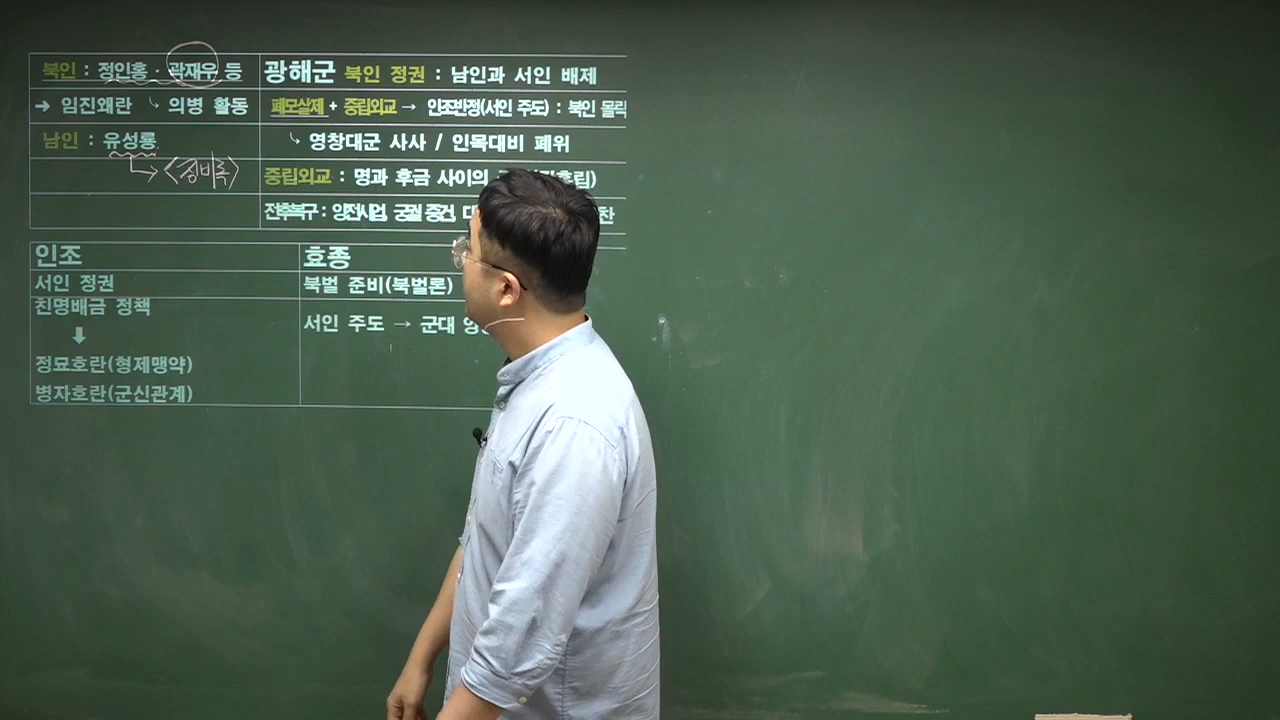 북인 : 정인홍 · 곽재우 등
→ 임진왜란 ↳ 의병 활동
남인 : 유성룡
→ <징비록>
광해군 북인 정권 : 남인과 서인 배제
폐모살제 + 중립외교 → 인조반정(서인 주도) : 북인 몰락
↳ 영창대군 사사 / 인목대비 폐위
중립외교 : 명과 후금 사이의
전후복구 : 양전사업, 궁궐 중건,
인조
서인 정권
친명배금 정책
↓
정묘호란(형제맹약)
병자호란(군신관계)
효종
북벌 준비(북벌론)
서인 주도 → 군대